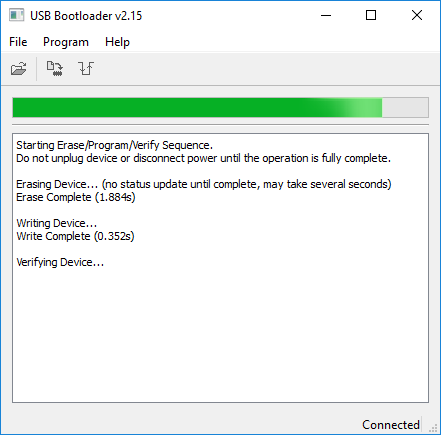 USB Bootloader v2.15
File Program Help
Starting Erase/Program/Verify Sequence.
Do not unplug device or disconnect power until the operation is fully complete.
Erasing Device... (no status update until complete, may take several seconds)
Erase Complete (1.884s)
Writing Device...
Write Complete (0.352s)
Verifying Device...
Connected